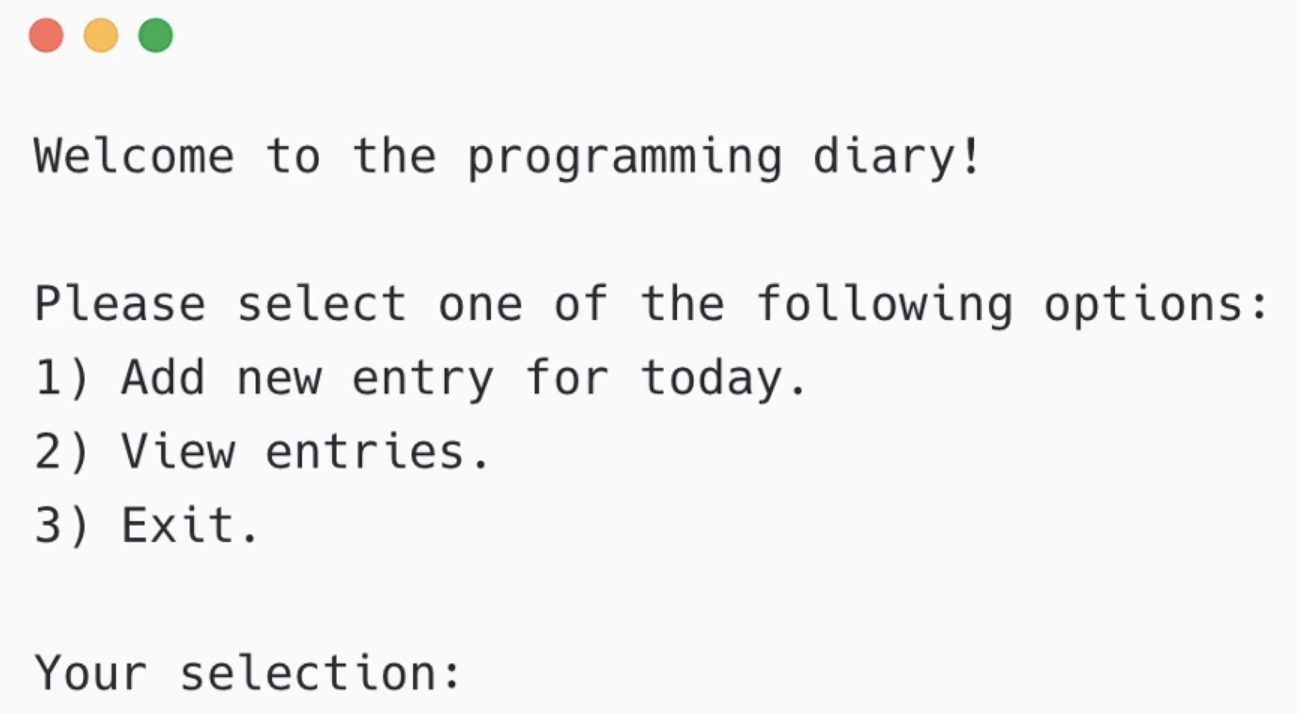 Welcome to the programming diary!
Please select one of the following options:
1) Add new entry for today.
2) View entries.
3) Exit.
Your selection: